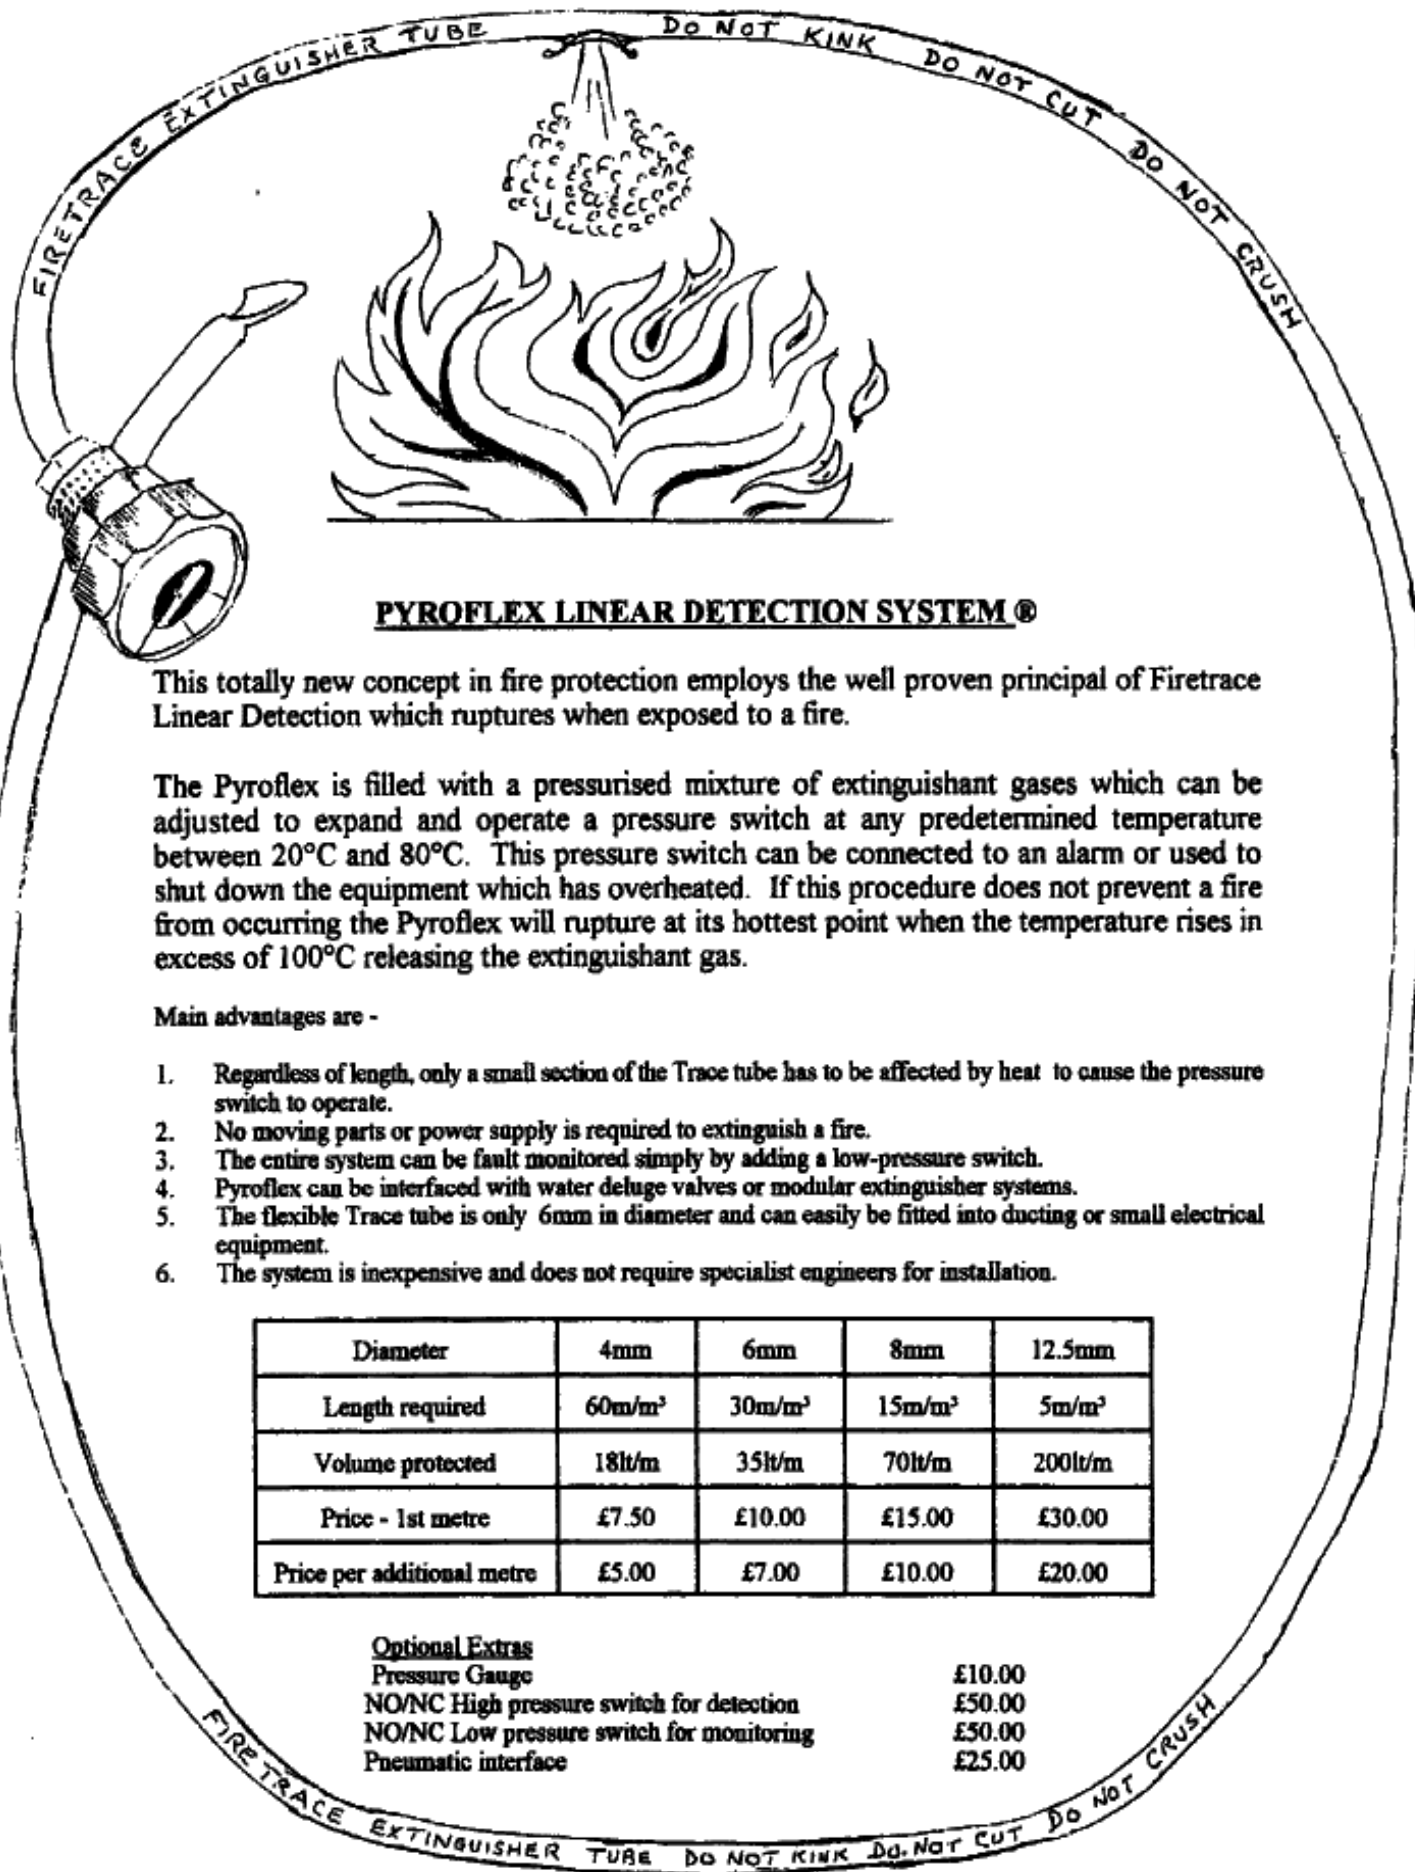 FIRETRACE EXTINGUISHER TUBE DO NOT KINK DO NOT CUT DO NOT CRUSH
PYROFLEX LINEAR DETECTION SYSTEM ®
This totally new concept in fire protection employs the well proven principal of Firetrace
Linear Detection which ruptures when exposed to a fire.
The Pyroflex is filled with a pressurised mixture of extinguishant gases which can be
adjusted to expand and operate a pressure switch at any predetermined temperature
between 20°C and 80°C. This pressure switch can be connected to an alarm or used to
shut down the equipment which has overheated. If this procedure does not prevent a fire
from occurring the Pyroflex will rupture at its hottest point when the temperature rises in
excess of 100°C releasing the extinguishant gas.
Main advantages are -
1. Regardless of length, only a small section of the Trace tube has to be affected by heat to cause the pressure
switch to operate.
2. No moving parts or power supply is required to extinguish a fire.
3. The entire system can be fault monitored simply by adding a low-pressure switch.
4. Pyroflex can be interfaced with water deluge valves or modular extinguisher systems.
5. The flexible Trace tube is only 6mm in diameter and can easily be fitted into ducting or small electrical
equipment.
6. The system is inexpensive and does not require specialist engineers for installation.
Diameter 4mm 6mm 8mm 12.5mm
Length required 60m/m³ 30m/m³ 15m/m³ 5m/m³
Volume protected 18lt/m 35lt/m 70lt/m 200lt/m
Price - 1st metre £7.50 £10.00 £15.00 £30.00
Price per additional metre £5.00 £7.00 £10.00 £20.00
Optional Extras
Pressure Gauge £10.00
NO/NC High pressure switch for detection £50.00
NO/NC Low pressure switch for monitoring £50.00
Pneumatic interface £25.00
FIRETRACE EXTINGUISHER TUBE DO NOT KINK DO NOT CUT DO NOT CRUSH